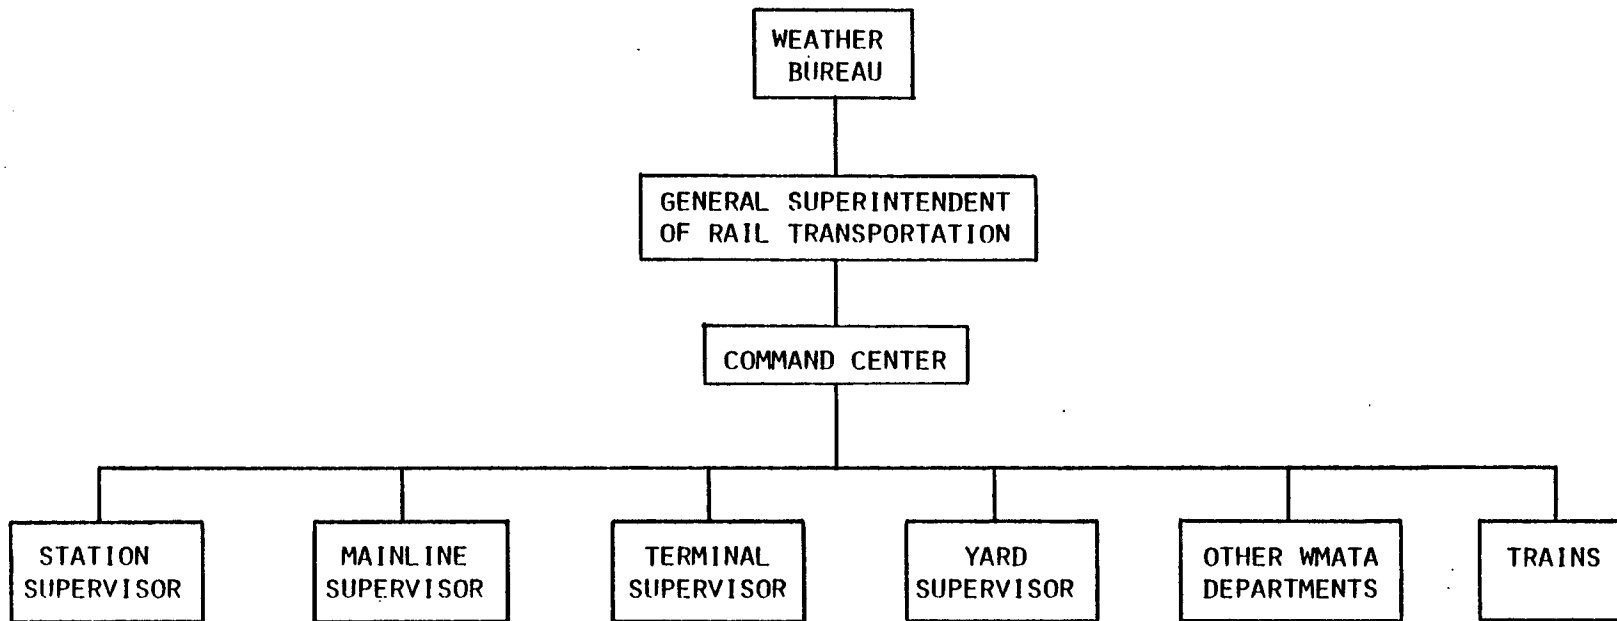 WEATHER
BUREAU
GENERAL SUPERINTENDENT
OF RAIL TRANSPORTATION
COMMAND CENTER
STATION
SUPERVISOR
MAINLINE
SUPERVISOR
TERMINAL
SUPERVISOR
YARD
SUPERVISOR
OTHER WMATA
DEPARTMENTS
TRAINS